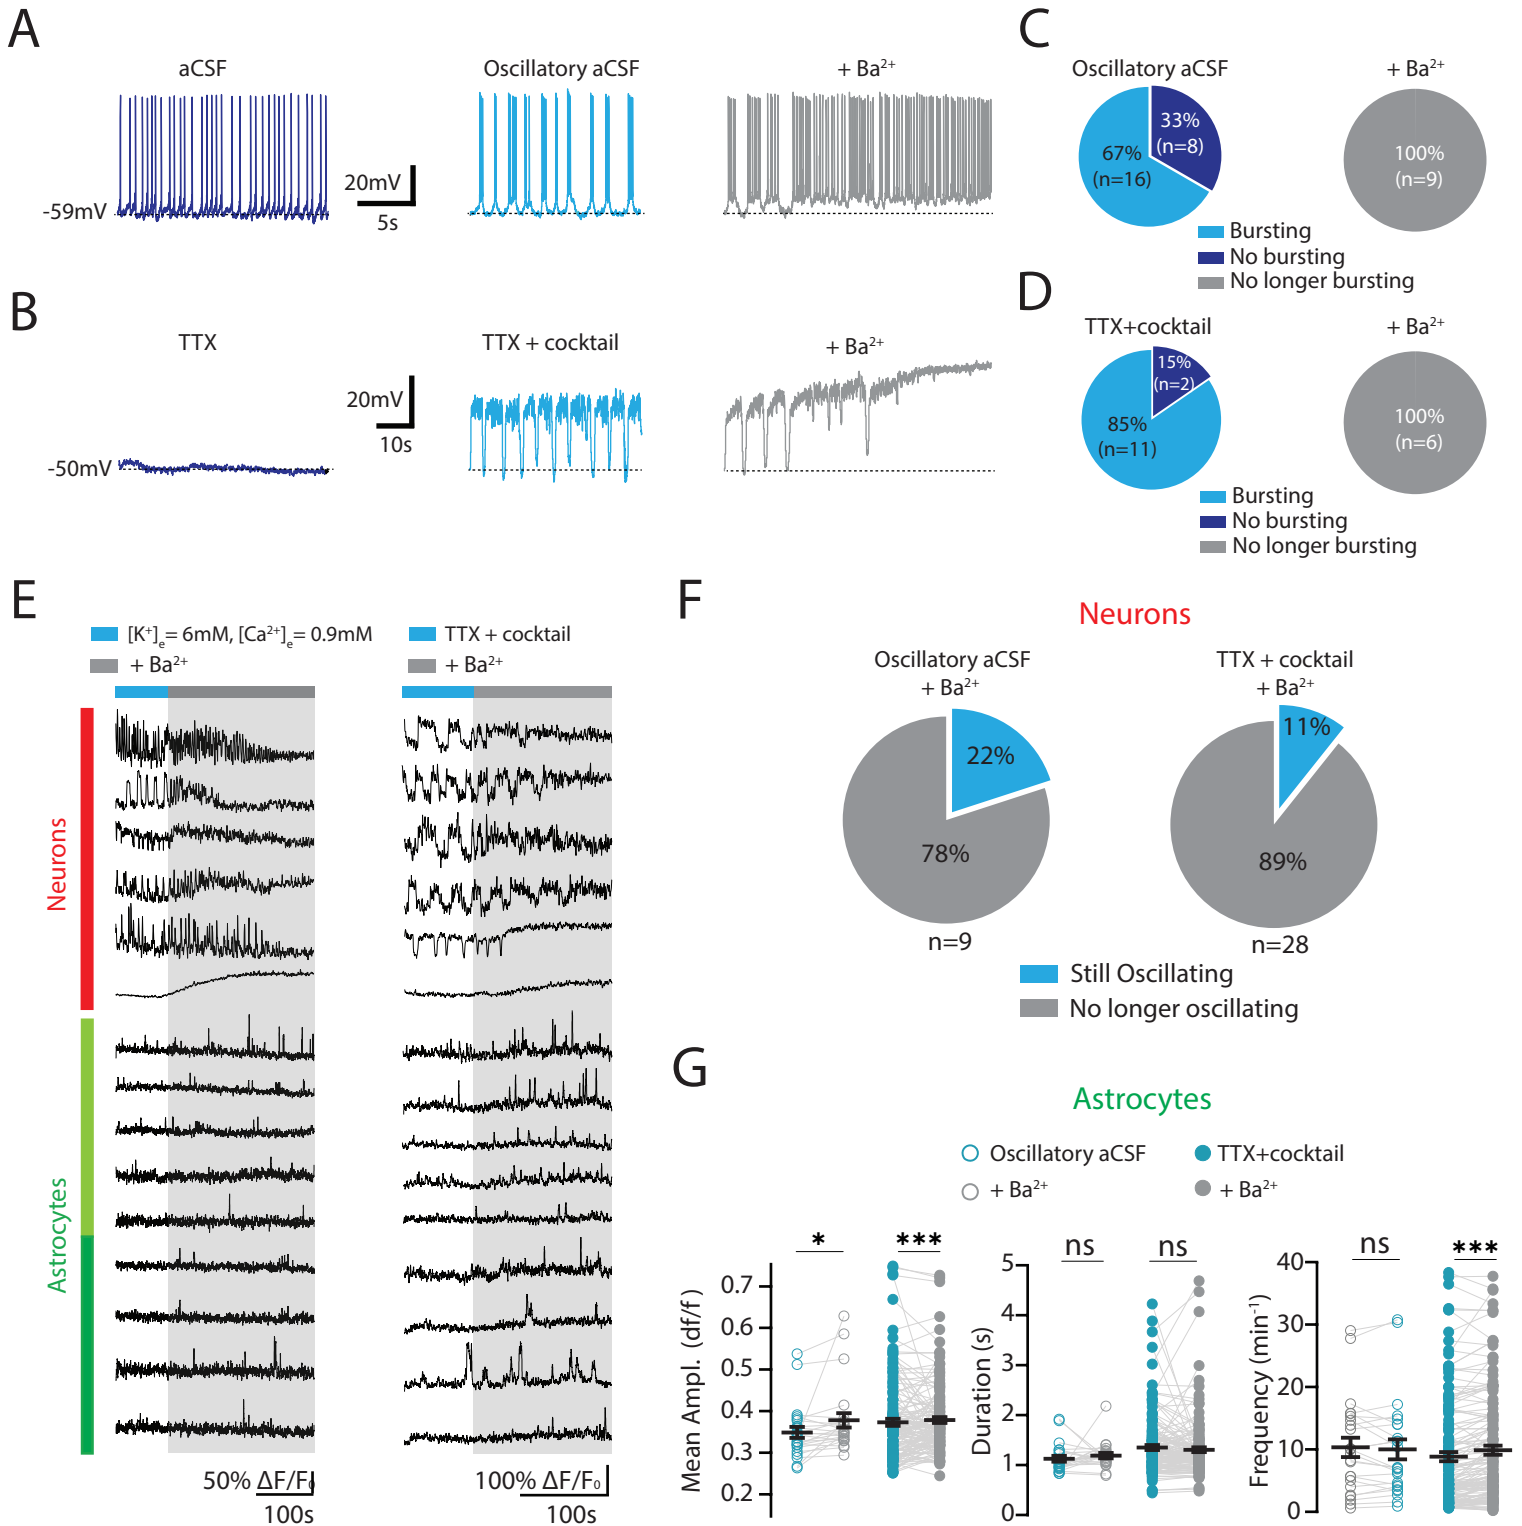 A
aCSF
Oscillatory aCSF
+ Ba²⁺
-59mV
20mV
5s
B
TTX
TTX + cocktail
+ Ba²⁺
-50mV
20mV
10s
C
Oscillatory aCSF
+ Ba²⁺
33%
(n=8)
67%
(n=16)
100%
(n=9)
Bursting
No bursting
No longer bursting
D
TTX+cocktail
+ Ba²⁺
15%
(n=2)
85%
(n=11)
100%
(n=6)
Bursting
No bursting
No longer bursting
E
[K⁺]ₑ= 6mM, [Ca²⁺]ₑ= 0.9mM
+ Ba²⁺
TTX + cocktail
+ Ba²⁺
Neurons
Astrocytes
50% ΔF/F₀
100s
100% ΔF/F₀
100s
F
Neurons
Oscillatory aCSF
+ Ba²⁺
TTX + cocktail
+ Ba²⁺
22%
78%
n=9
11%
89%
n=28
Still Oscillating
No longer oscillating
G
Astrocytes
Oscillatory aCSF
+ Ba²⁺
TTX+cocktail
+ Ba²⁺
Mean Ampl. (df/f)
0.7
0.6
0.5
0.4
0.3
0.2
*
***
Duration (s)
5
4
3
2
1
0
ns
ns
Frequency (min⁻¹)
40
30
20
10
0
ns
***